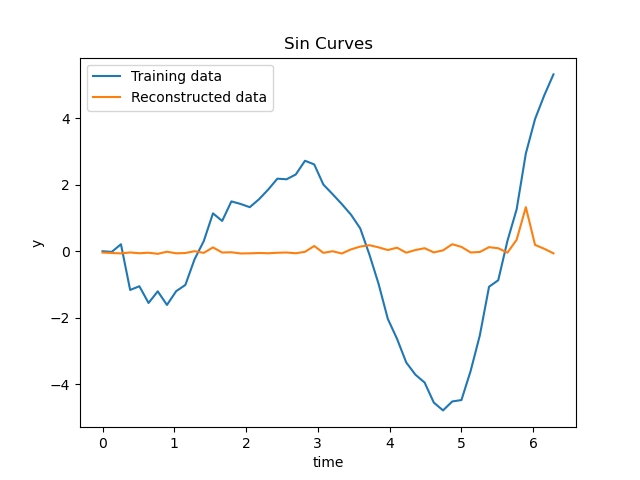 Sin Curves
Training data
Reconstructed data
y
4
2
0
−2
−4
0 1 2 3 4 5 6
time